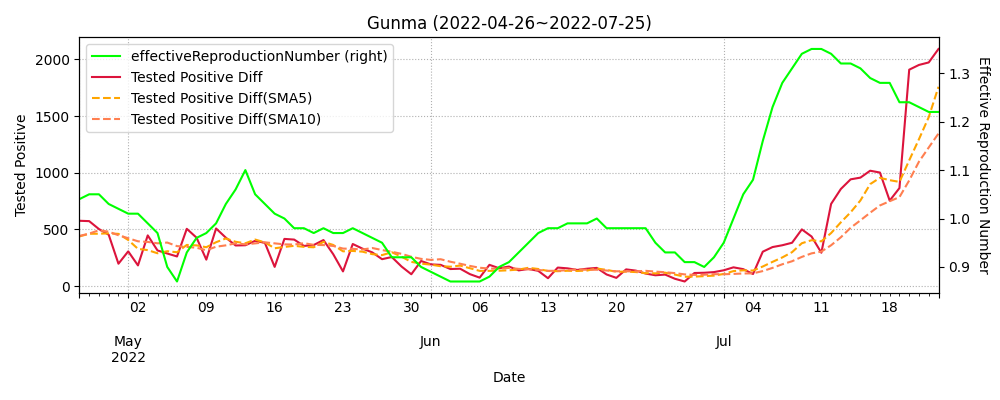 Gunma (2022-04-26~2022-07-25)
effectiveReproductionNumber (right)
Tested Positive Diff
Tested Positive Diff(SMA5)
Tested Positive Diff(SMA10)
Tested Positive
2000
1500
1000
500
0
Effective Reproduction Number
1.3
1.2
1.1
1.0
0.9
02 09 16 23 30 06 13 20 27 04 11 18
May Jun Jul
2022
Date